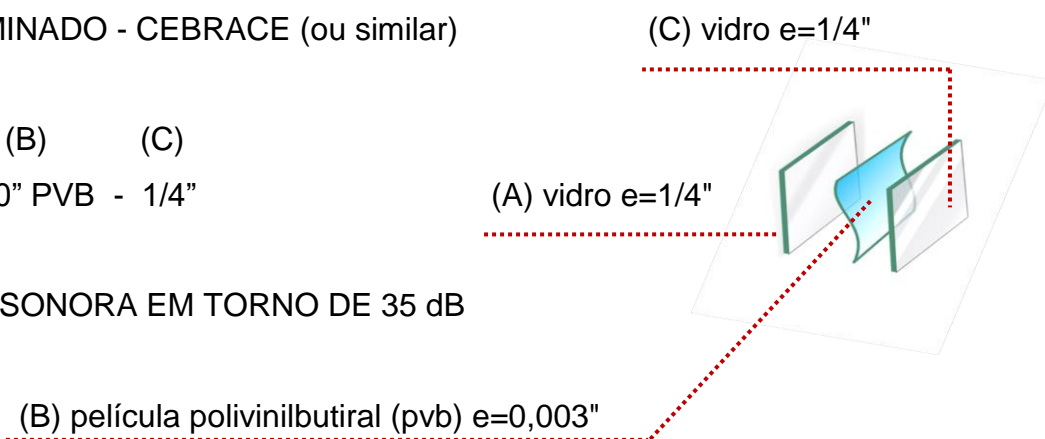 MINADO - CEBRACE (ou similar)
(C) vidro e=1/4"
(B) (C)
0” PVB - 1/4”
(A) vidro e=1/4"
SONORA EM TORNO DE 35 dB
(B) película polivinilbutiral (pvb) e=0,003"